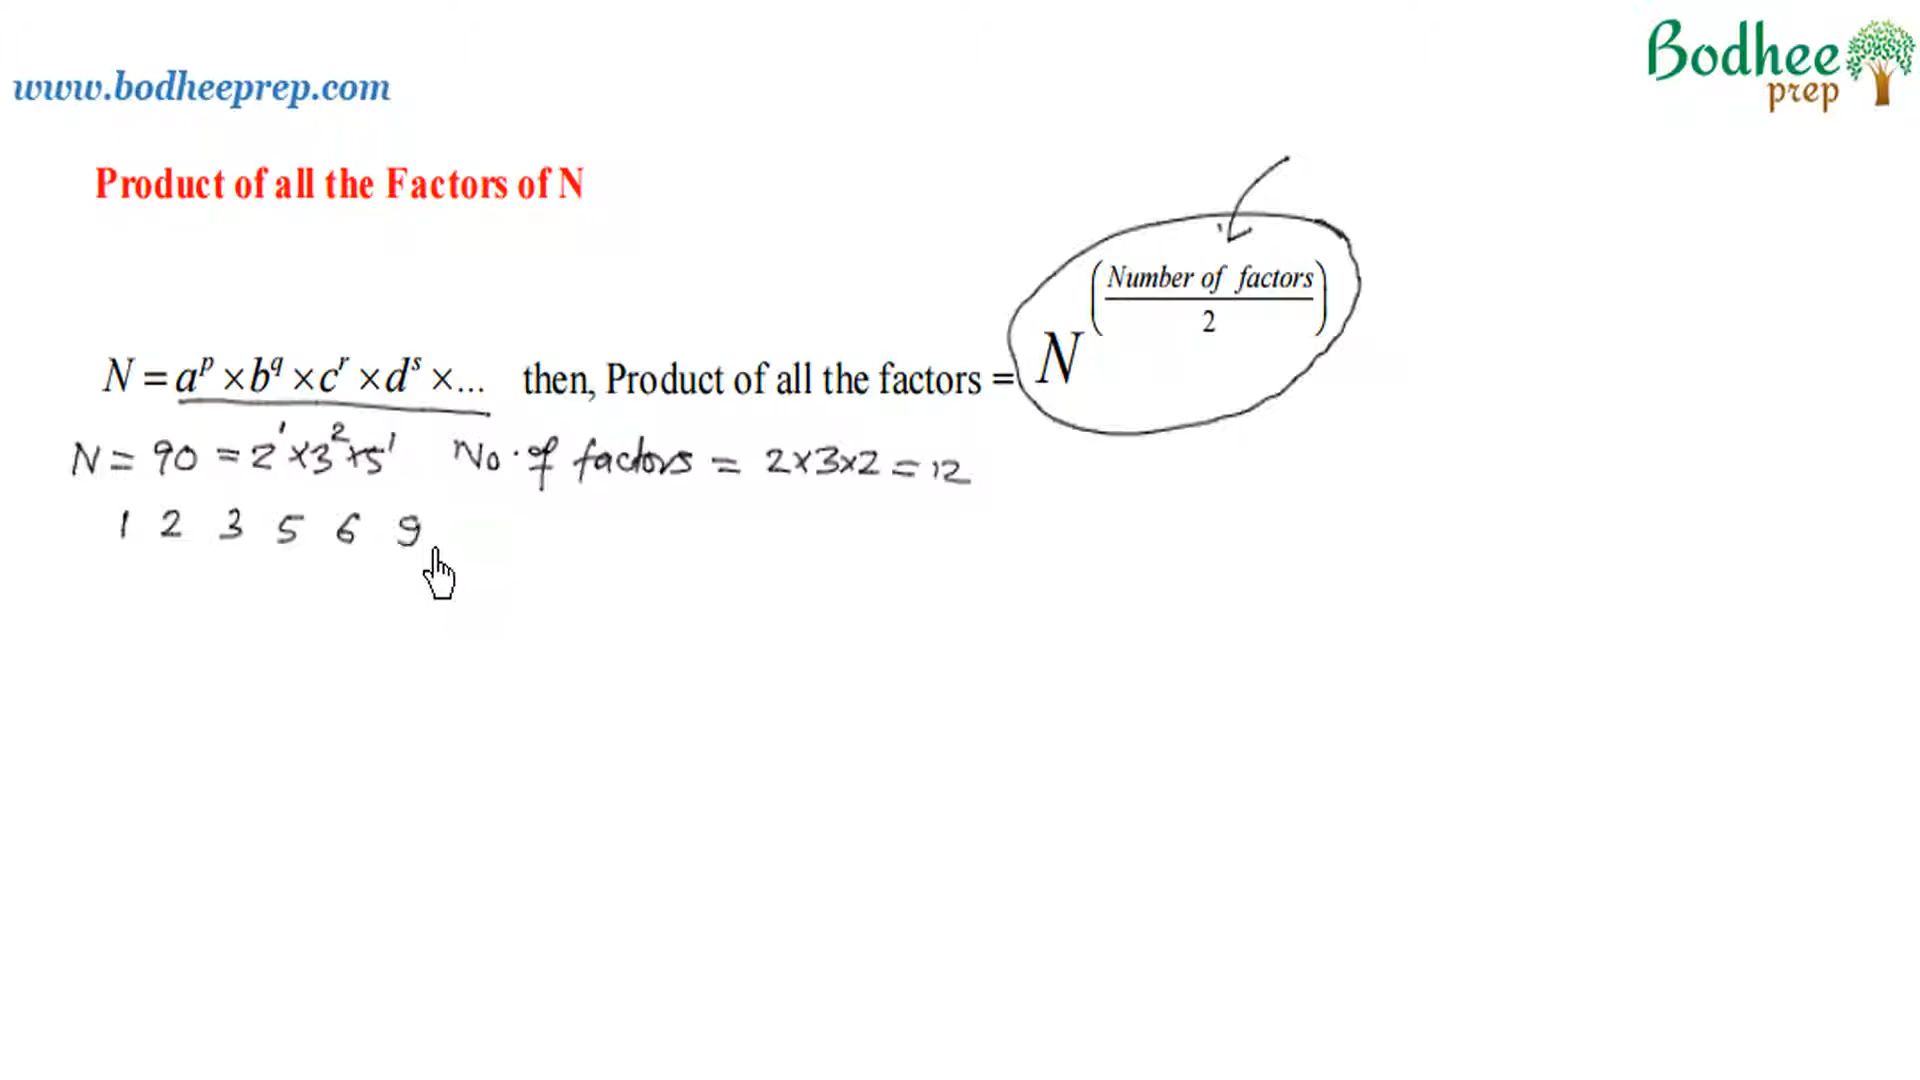 www.bodheeprep.com
Bodhee
prep
Product of all the Factors of N
N = a^p × b^q × c^r × d^s × ... then, Product of all the factors = N^(Number of factors / 2)
N = 90 = 2^1 × 3^2 × 5^1 No. of factors = 2×3×2 = 12
1 2 3 5 6 9